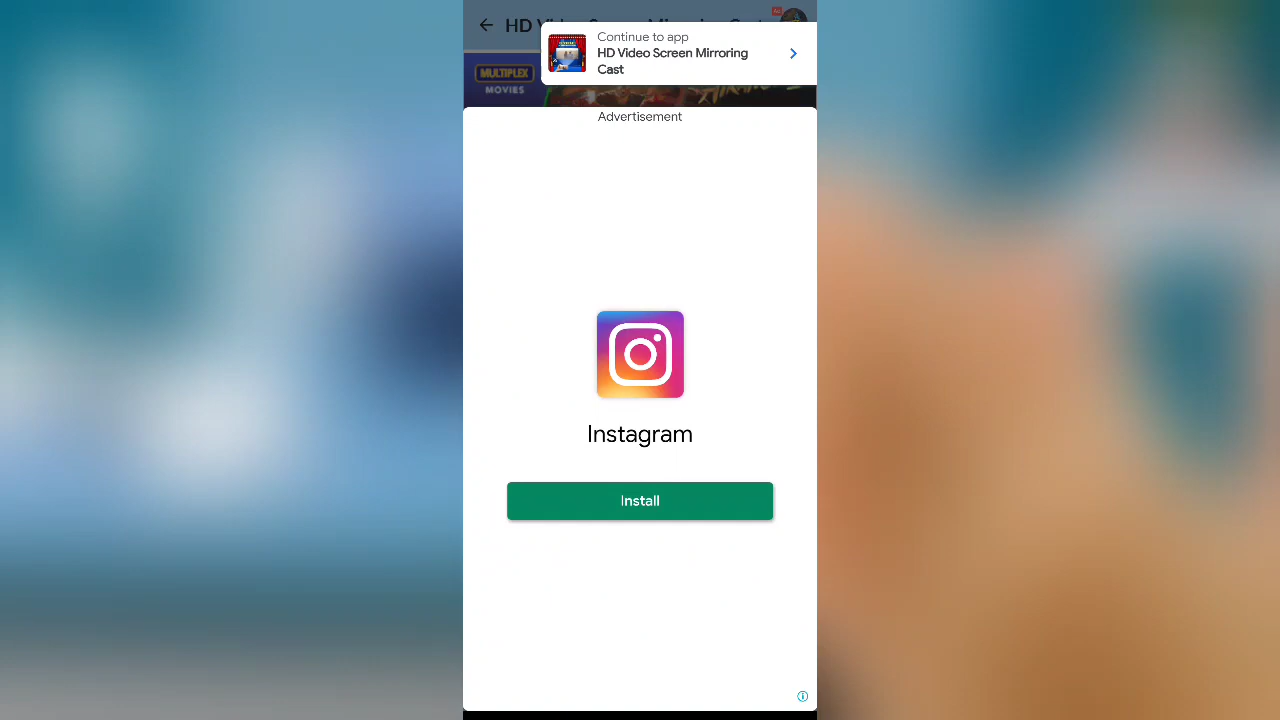 Continue to app
HD Video Screen Mirroring
Cast
HD
MULTIPLEX
MOVIES
Advertisement
Instagram
Install